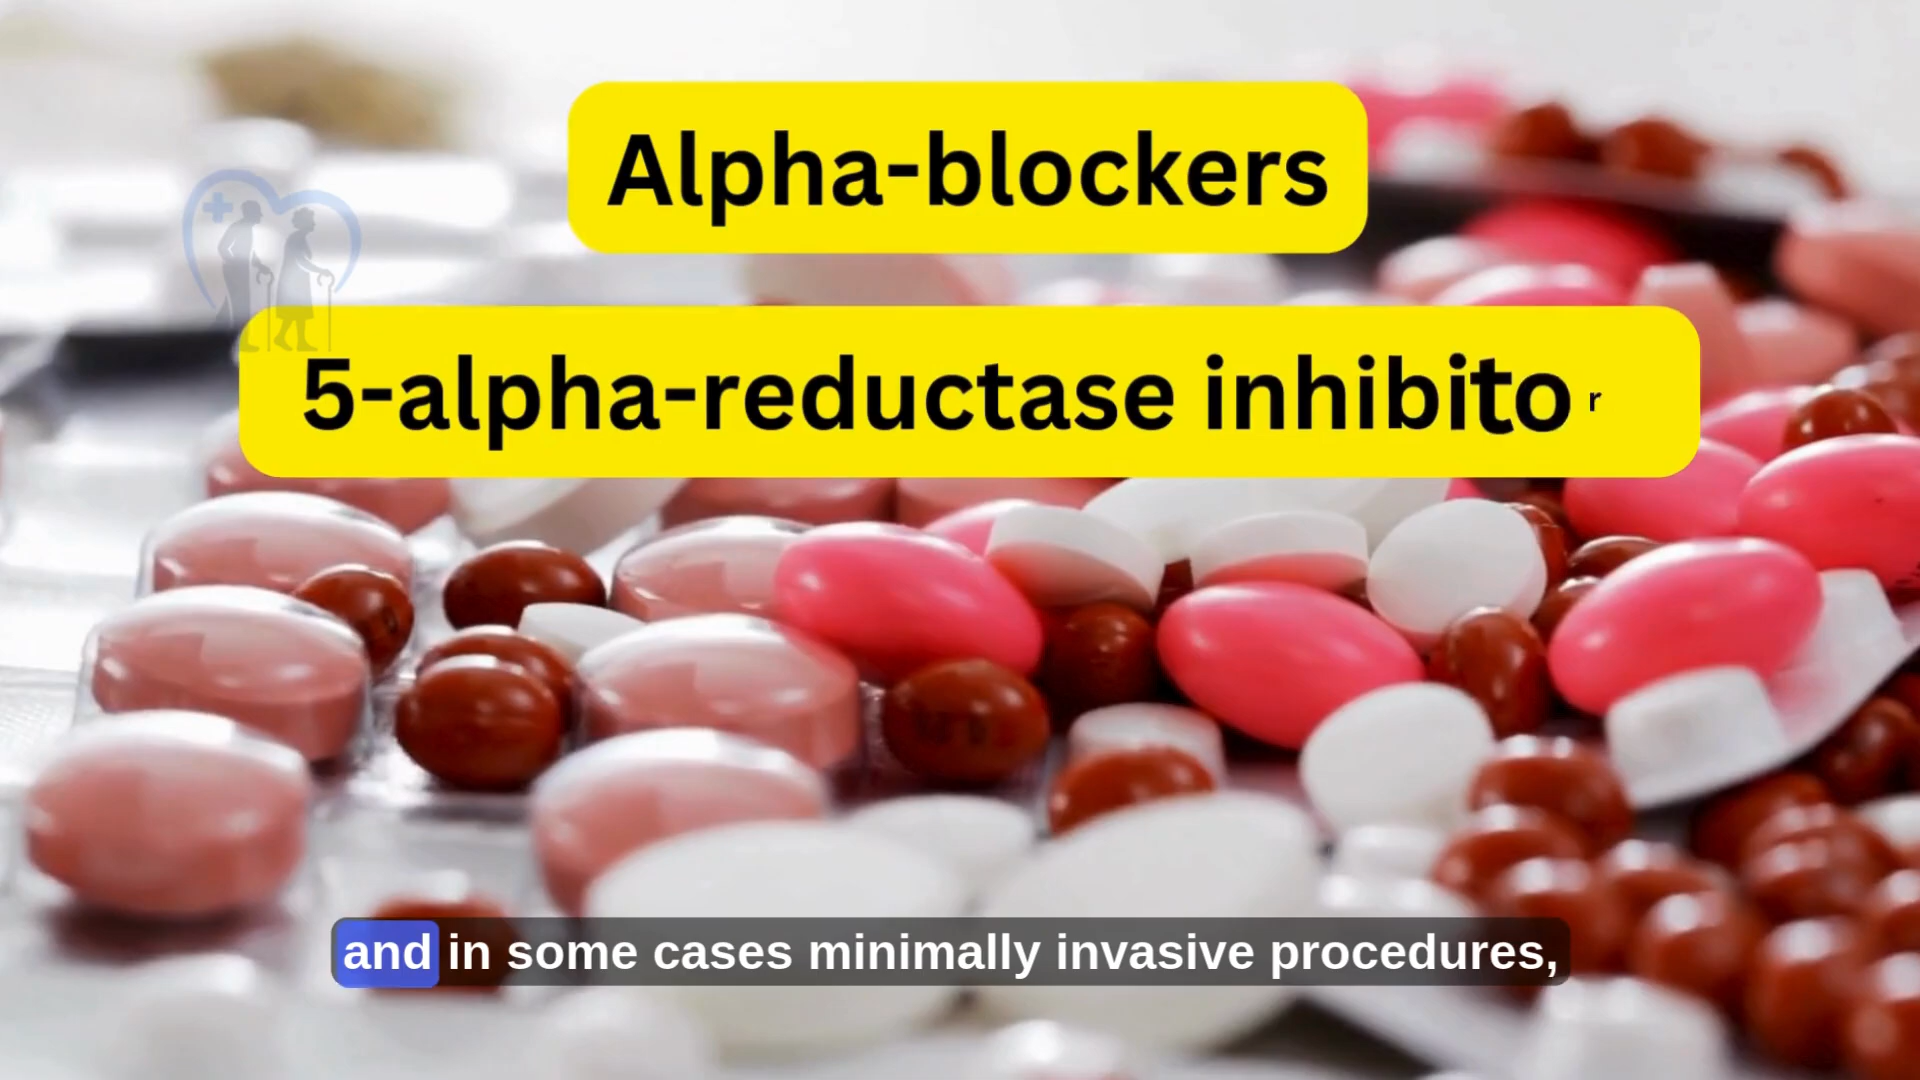 Alpha-blockers
5-alpha-reductase inhibitor
and in some cases minimally invasive procedures,